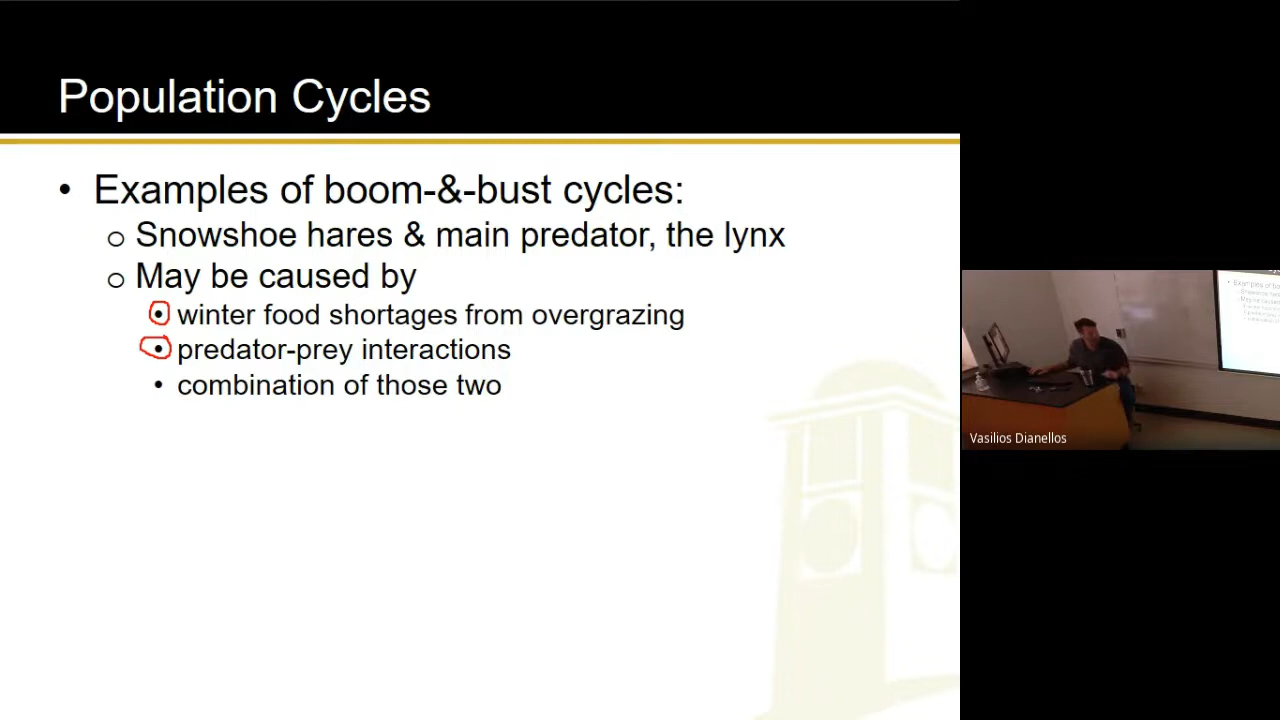 Population Cycles
• Examples of boom-&-bust cycles:
o Snowshoe hares & main predator, the lynx
o May be caused by
• winter food shortages from overgrazing
• predator-prey interactions
• combination of those two
Vasilios Dianellos